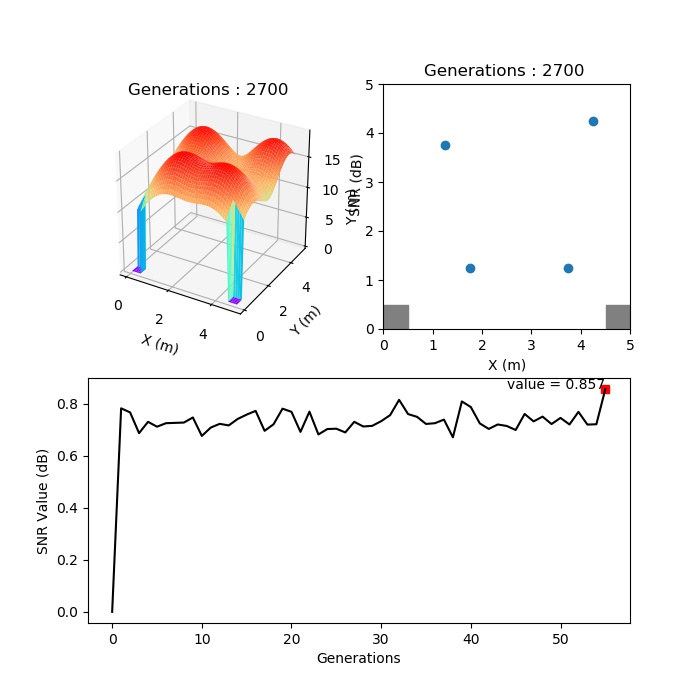 Generations : 2700
15
10
5
0
0
2
4
X (m)
0
2
4
Y (m)
Generations : 2700
5
4
3
2
1
0
0 1 2 3 4 5
X (m)
Y (m)
SNR (dB)
value = 0.857
0.8
0.6
0.4
0.2
0.0
SNR Value (dB)
0 10 20 30 40 50
Generations